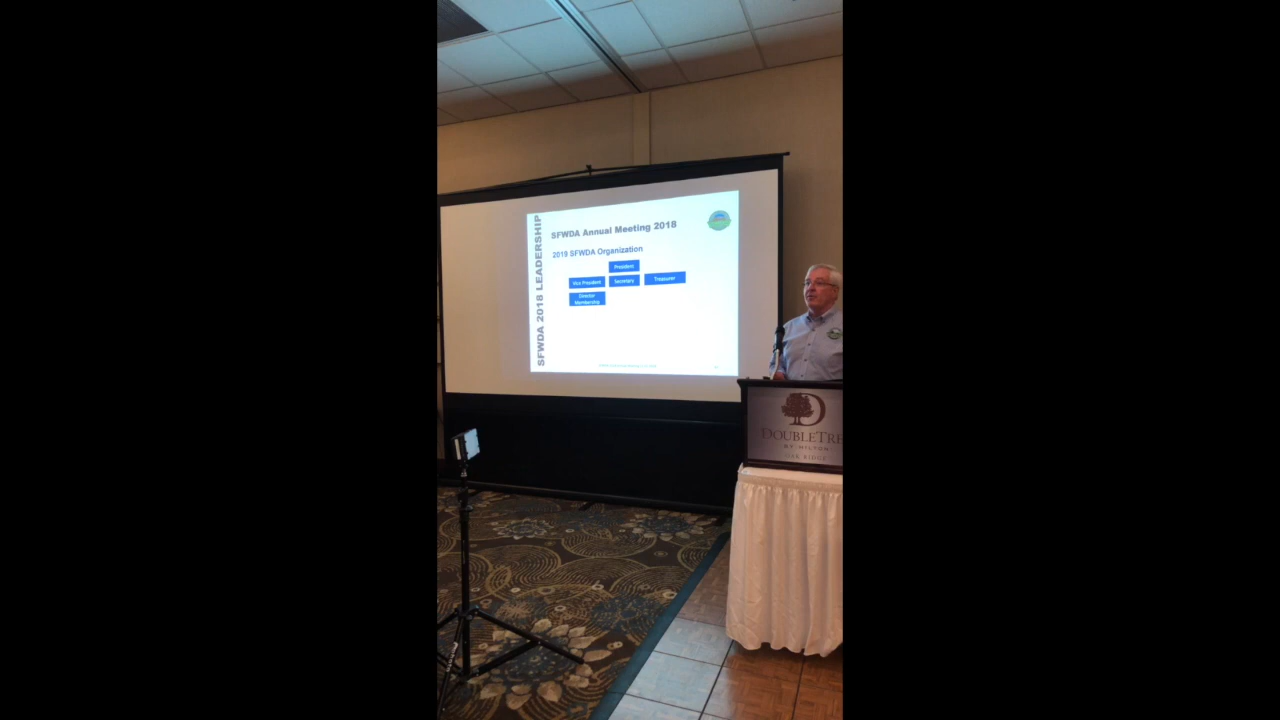 SFWDA 2018 LEADERSHIP
SFWDA Annual Meeting 2018
2019 SFWDA Organization
President
Vice President
Secretary
Treasurer
Director
Membership
D
DOUBLETRE
BY HILTON
OAK RIDGE